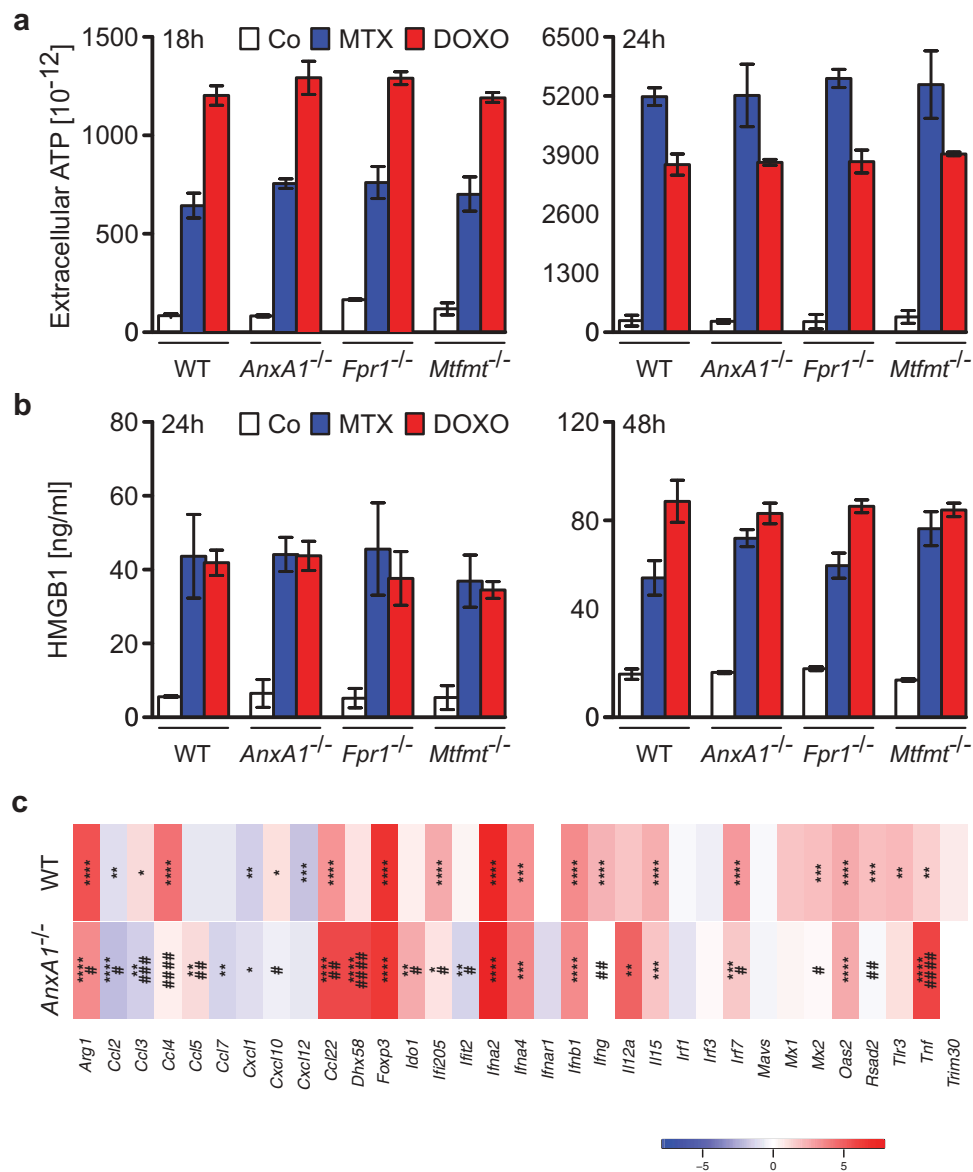 a
18h Co MTX DOXO
24h
Extracellular ATP [10⁻¹²]
1500
1000
500
0
6500
5200
3900
2600
1300
0
WT AnxA1⁻/⁻ Fpr1⁻/⁻ Mtfmt⁻/⁻
WT AnxA1⁻/⁻ Fpr1⁻/⁻ Mtfmt⁻/⁻
b
24h Co MTX DOXO
48h
HMGB1 [ng/ml]
80
60
40
20
0
120
80
40
0
WT AnxA1⁻/⁻ Fpr1⁻/⁻ Mtfmt⁻/⁻
WT AnxA1⁻/⁻ Fpr1⁻/⁻ Mtfmt⁻/⁻
c
WT
**** ** * **** ** * *** **** **** **** **** *** **** **** **** **** *** **** *** ** **
AnxA1⁻/⁻
**** **** ** ** ** * **** **** **** ** * ** **** *** **** ** *** *** **** ****
# # ### #### ## # ## #### # # # ## # # ## ####
Arg1 Ccl2 Ccl3 Ccl4 Ccl5 Ccl7 Cxcl1 Cxcl10 Cxcl12 Ccl22 Dhx58 Foxp3 Ido1 Ifi205 Ifit2 Ifna2 Ifna4 Ifnar1 Ifnb1 Ifng Il12a Il15 Irf1 Irf3 Irf7 Mavs Mx1 Mx2 Oas2 Rsad2 Tlr3 Tnf Trim30
−5 0 5